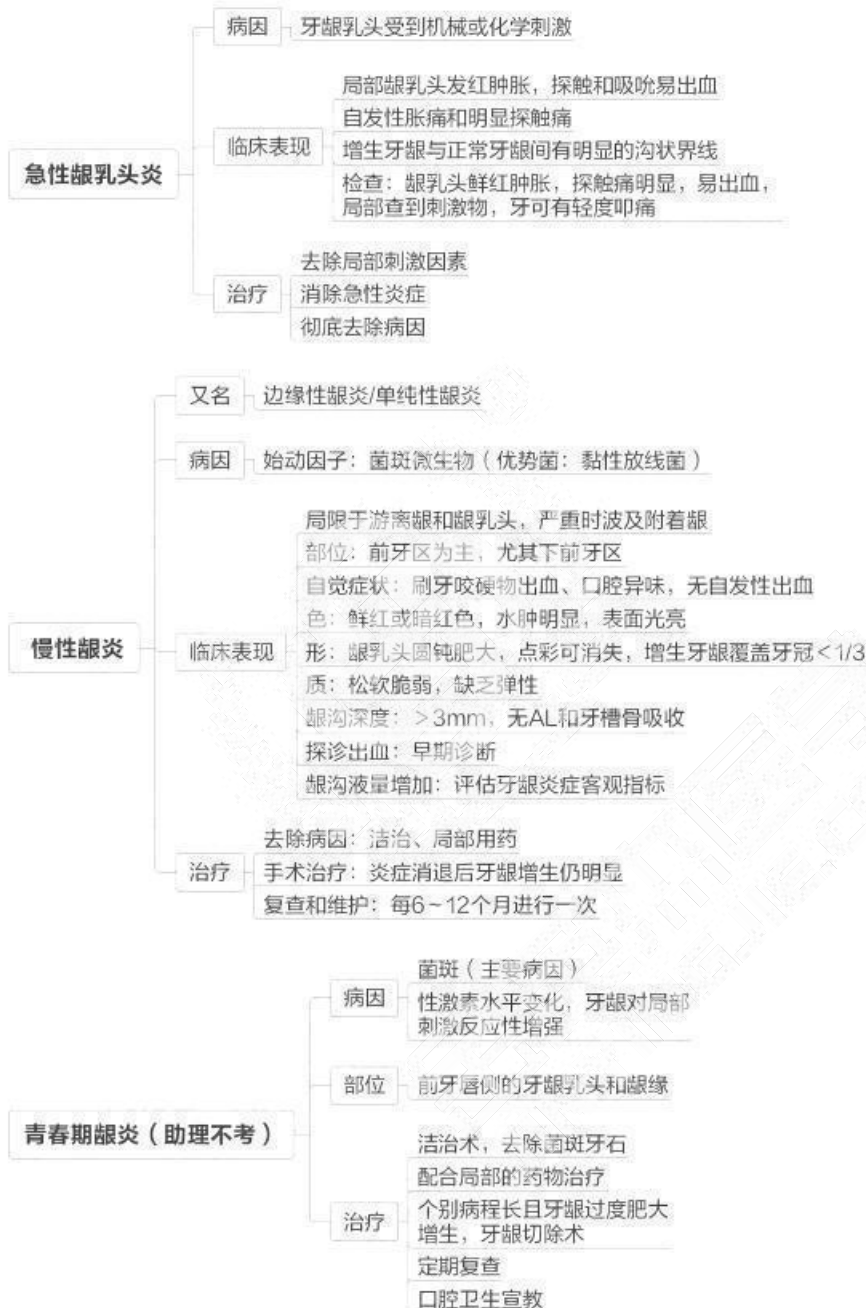 急性龈乳头炎
病因
牙龈乳头受到机械或化学刺激
临床表现
局部龈乳头发红肿胀，探触和吸吮易出血
自发性胀痛和明显探触痛
增生牙龈与正常牙龈间有明显的沟状界线
检查：龈乳头鲜红肿胀，探触痛明显，易出血，
局部查到刺激物，牙可有轻度叩痛
治疗
去除局部刺激因素
消除急性炎症
彻底去除病因
慢性龈炎
又名
边缘性龈炎/单纯性龈炎
病因
始动因子：菌斑微生物（优势菌：黏性放线菌）
临床表现
局限于游离龈和龈乳头，严重时波及附着龈
部位：前牙区为主，尤其下前牙区
自觉症状：刷牙咬硬物出血、口腔异味，无自发性出血
色：鲜红或暗红色，水肿明显，表面光亮
形：龈乳头圆钝肥大，点彩可消失，增生牙龈覆盖牙冠＜1/3
质：松软脆弱，缺乏弹性
龈沟深度：＞3mm，无AL和牙槽骨吸收
探诊出血：早期诊断
龈沟液量增加：评估牙龈炎症客观指标
治疗
去除病因：洁治、局部用药
手术治疗：炎症消退后牙龈增生仍明显
复查和维护：每6~12个月进行一次
青春期龈炎（助理不考）
病因
菌斑（主要病因）
性激素水平变化，牙龈对局部
刺激反应性增强
部位
前牙唇侧的牙龈乳头和龈缘
治疗
洁治术，去除菌斑牙石
配合局部的药物治疗
个别病程长且牙龈过度肥大
增生，牙龈切除术
定期复查
口腔卫生宣教